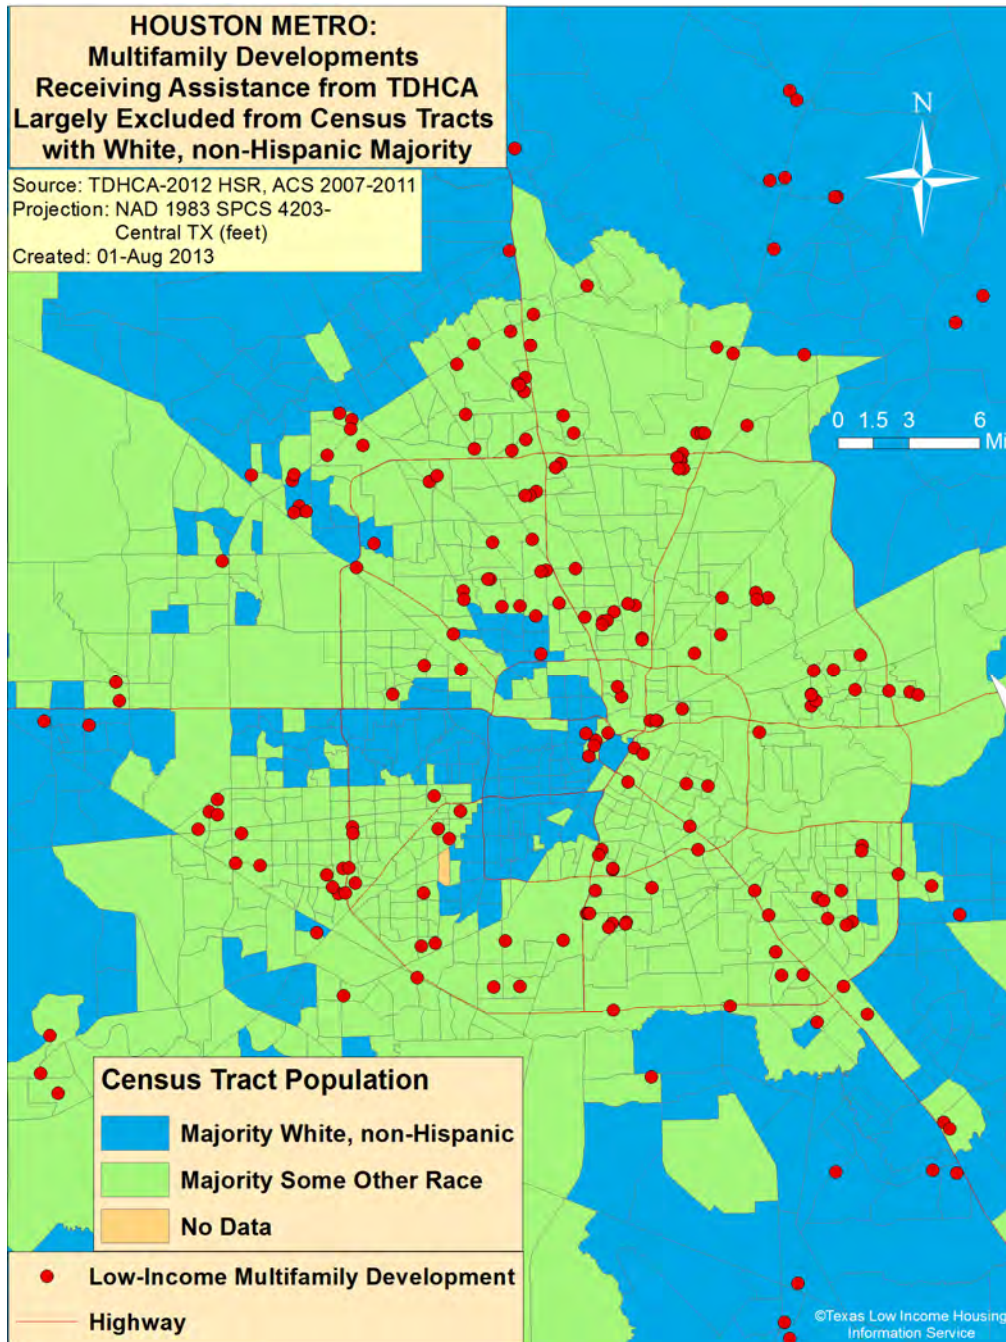 HOUSTON METRO:
Multifamily Developments
Receiving Assistance from TDHCA
Largely Excluded from Census Tracts
with White, non-Hispanic Majority
Source: TDHCA-2012 HSR, ACS 2007-2011
Projection: NAD 1983 SPCS 4203-
Central TX (feet)
Created: 01-Aug 2013
N
0 1.5 3 6
Mi
Census Tract Population
Majority White, non-Hispanic
Majority Some Other Race
No Data
Low-Income Multifamily Development
Highway
©Texas Low Income Housing
Information Service